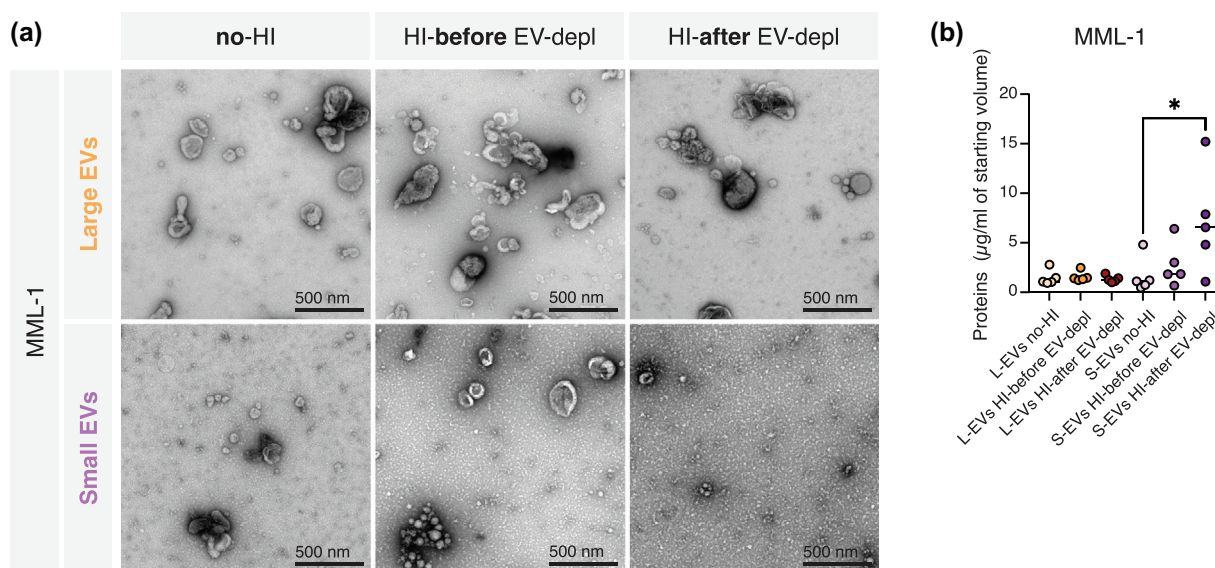 (a)
no-HI
HI-before EV-depl
HI-after EV-depl
MML-1
Large EVs
500 nm
500 nm
500 nm
Small EVs
500 nm
500 nm
500 nm
(b)
MML-1
Proteins (µg/ml of starting volume)
20
15
10
5
0
*
L-EVs no-HI
L-EVs HI-before EV-depl
L-EVs HI-after EV-depl
S-EVs no-HI
S-EVs HI-before EV-depl
S-EVs HI-after EV-depl